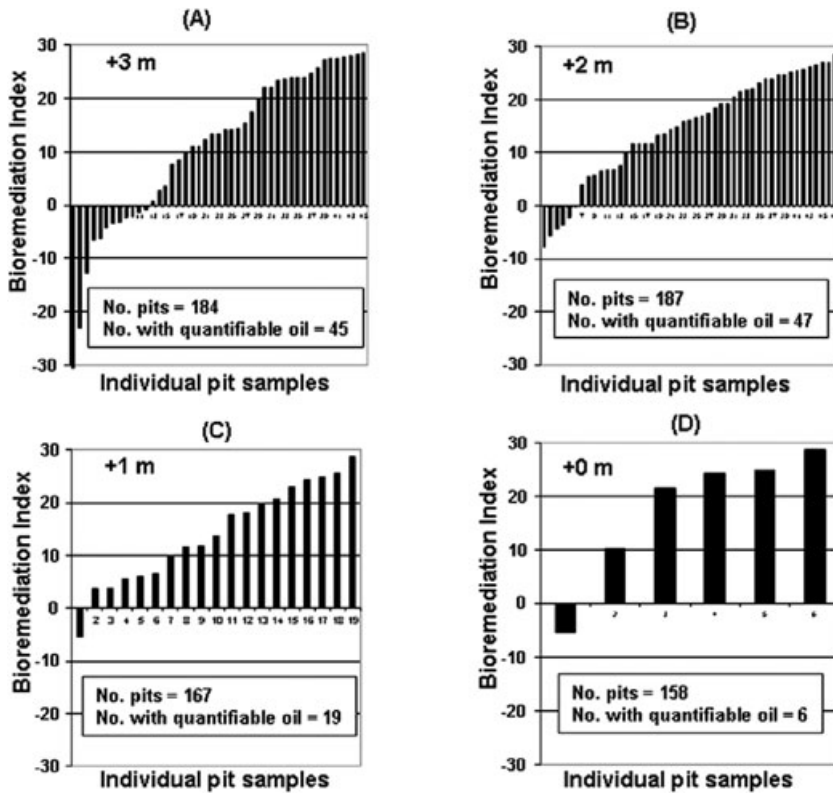 (A)
+3 m
30
20
10
0
-10
-20
-30
Bioremediation Index
No. pits = 184
No. with quantifiable oil = 45
Individual pit samples
(B)
+2 m
30
20
10
0
-10
-20
-30
Bioremediation Index
No. pits = 187
No. with quantifiable oil = 47
Individual pit samples
(C)
+1 m
30
20
10
0
-10
-20
-30
Bioremediation Index
2 3 4 5 6 7 8 9 10 11 12 13 14 15 16 17 18 19
No. pits = 167
No. with quantifiable oil = 19
Individual pit samples
(D)
+0 m
30
20
10
0
-10
-20
-30
Bioremediation Index
2 3 5 6
No. pits = 158
No. with quantifiable oil = 6
Individual pit samples